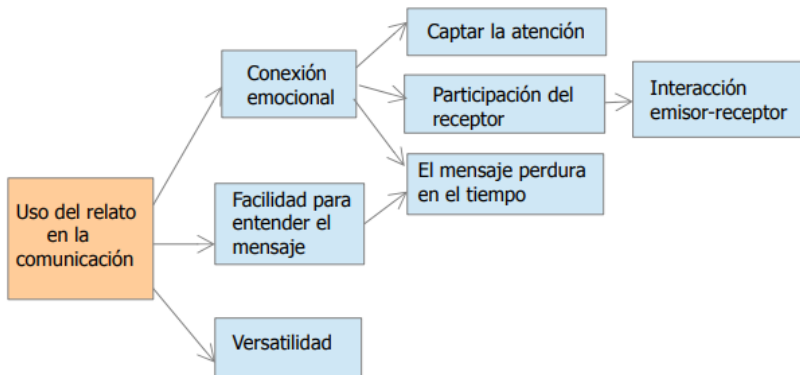 Uso del relato
en la
comunicación
Conexión
emocional
Captar la atención
Participación del
receptor
Interacción
emisor-receptor
El mensaje perdura
en el tiempo
Facilidad para
entender el
mensaje
Versatilidad